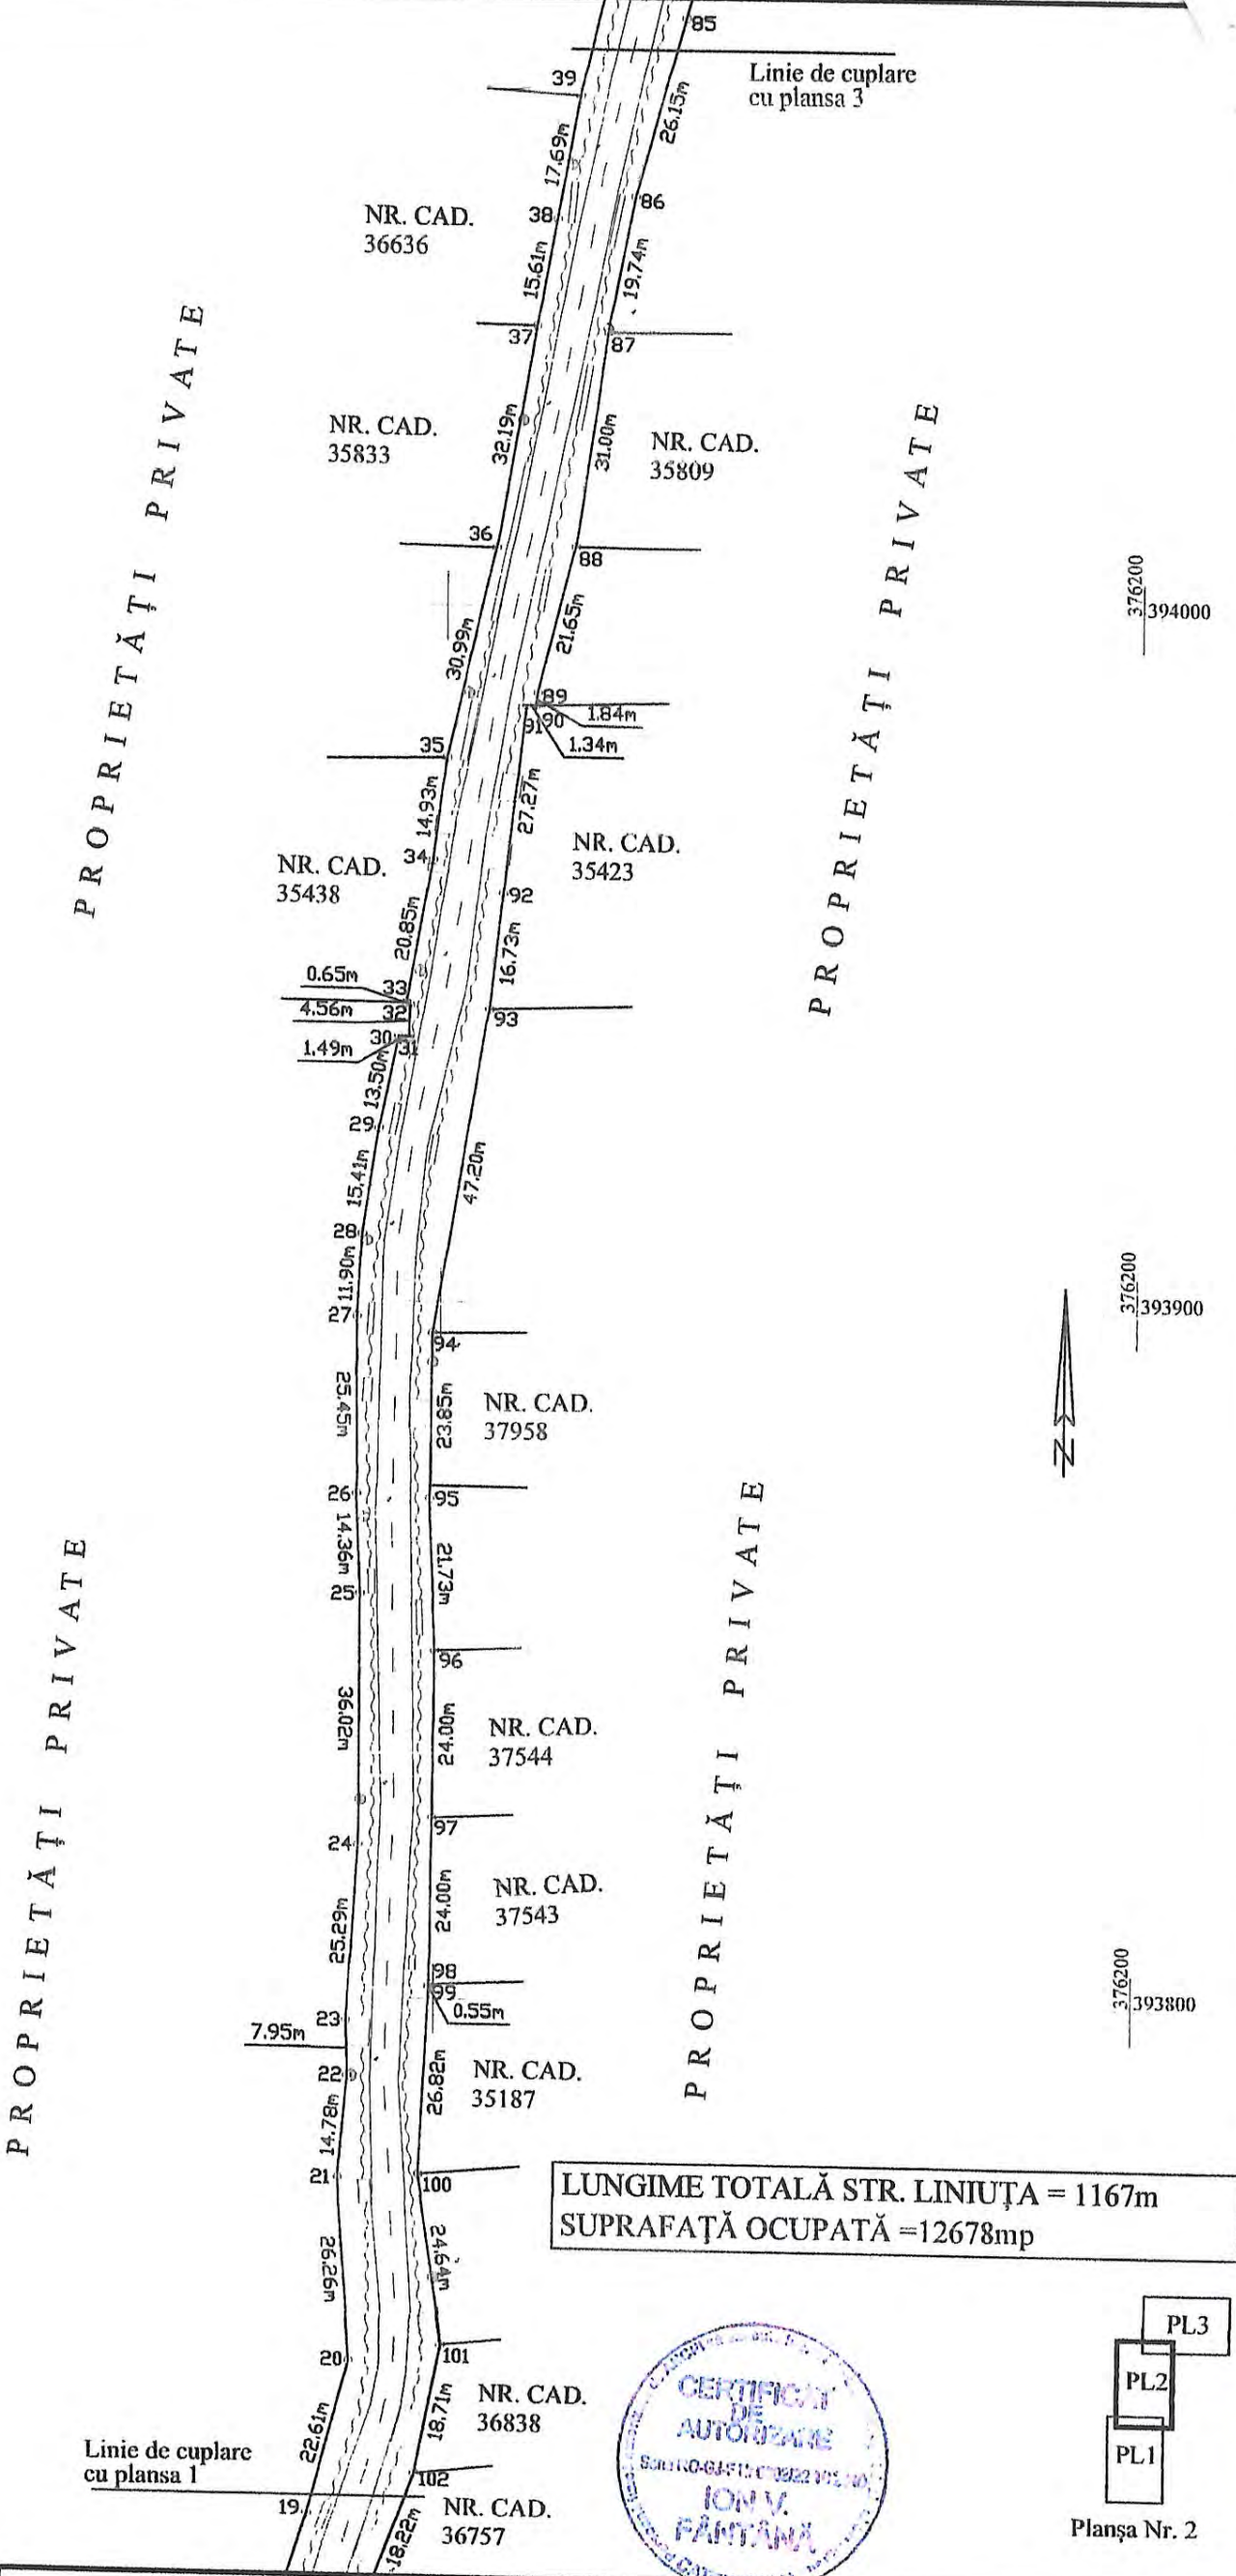 85
Linie de cuplare
cu plansa 3
39
26.15m
17.69m
86
38
NR. CAD.
36636
15.61m
19.74m
37
87
NR. CAD.
35833
32.19m
31.00m
NR. CAD.
35809
PROPRIETĂȚI PRIVATE
PROPRIETĂȚI PRIVATE
36
88
376200
394000
30.99m
21.65m
89
1.84m
91
90
1.34m
35
14.93m
27.27m
NR. CAD.
35423
34
NR. CAD.
35438
92
20.85m
16.73m
0.65m
33
4.56m
32
93
30
31
1.49m
13.50m
29
15.41m
47.20m
28
11.90m
27
94
376200
393900
N
25.45m
23.85m
NR. CAD.
37958
26
95
14.36m
21.73m
25
PROPRIETĂȚI PRIVATE
PROPRIETĂȚI PRIVATE
96
36.02m
24.00m
NR. CAD.
37544
97
24
24.00m
NR. CAD.
37543
25.29m
98
99
0.55m
376200
393800
23
7.95m
22
26.82m
NR. CAD.
35187
14.78m
21
100
LUNGIME TOTALĂ STR. LINIUȚA = 1167m
SUPRAFAȚĂ OCUPATĂ =12678mp
26.26m
24.64m
20
101
PL3
PL2
PL1
Planșa Nr. 2
18.71m
NR. CAD.
36838
22.61m
Linie de cuplare
cu plansa 1
102
19
18.22m
NR. CAD.
36757
CERTIFICAT
DE
AUTORIZARE
ION V.
FÂNTÂNĂ